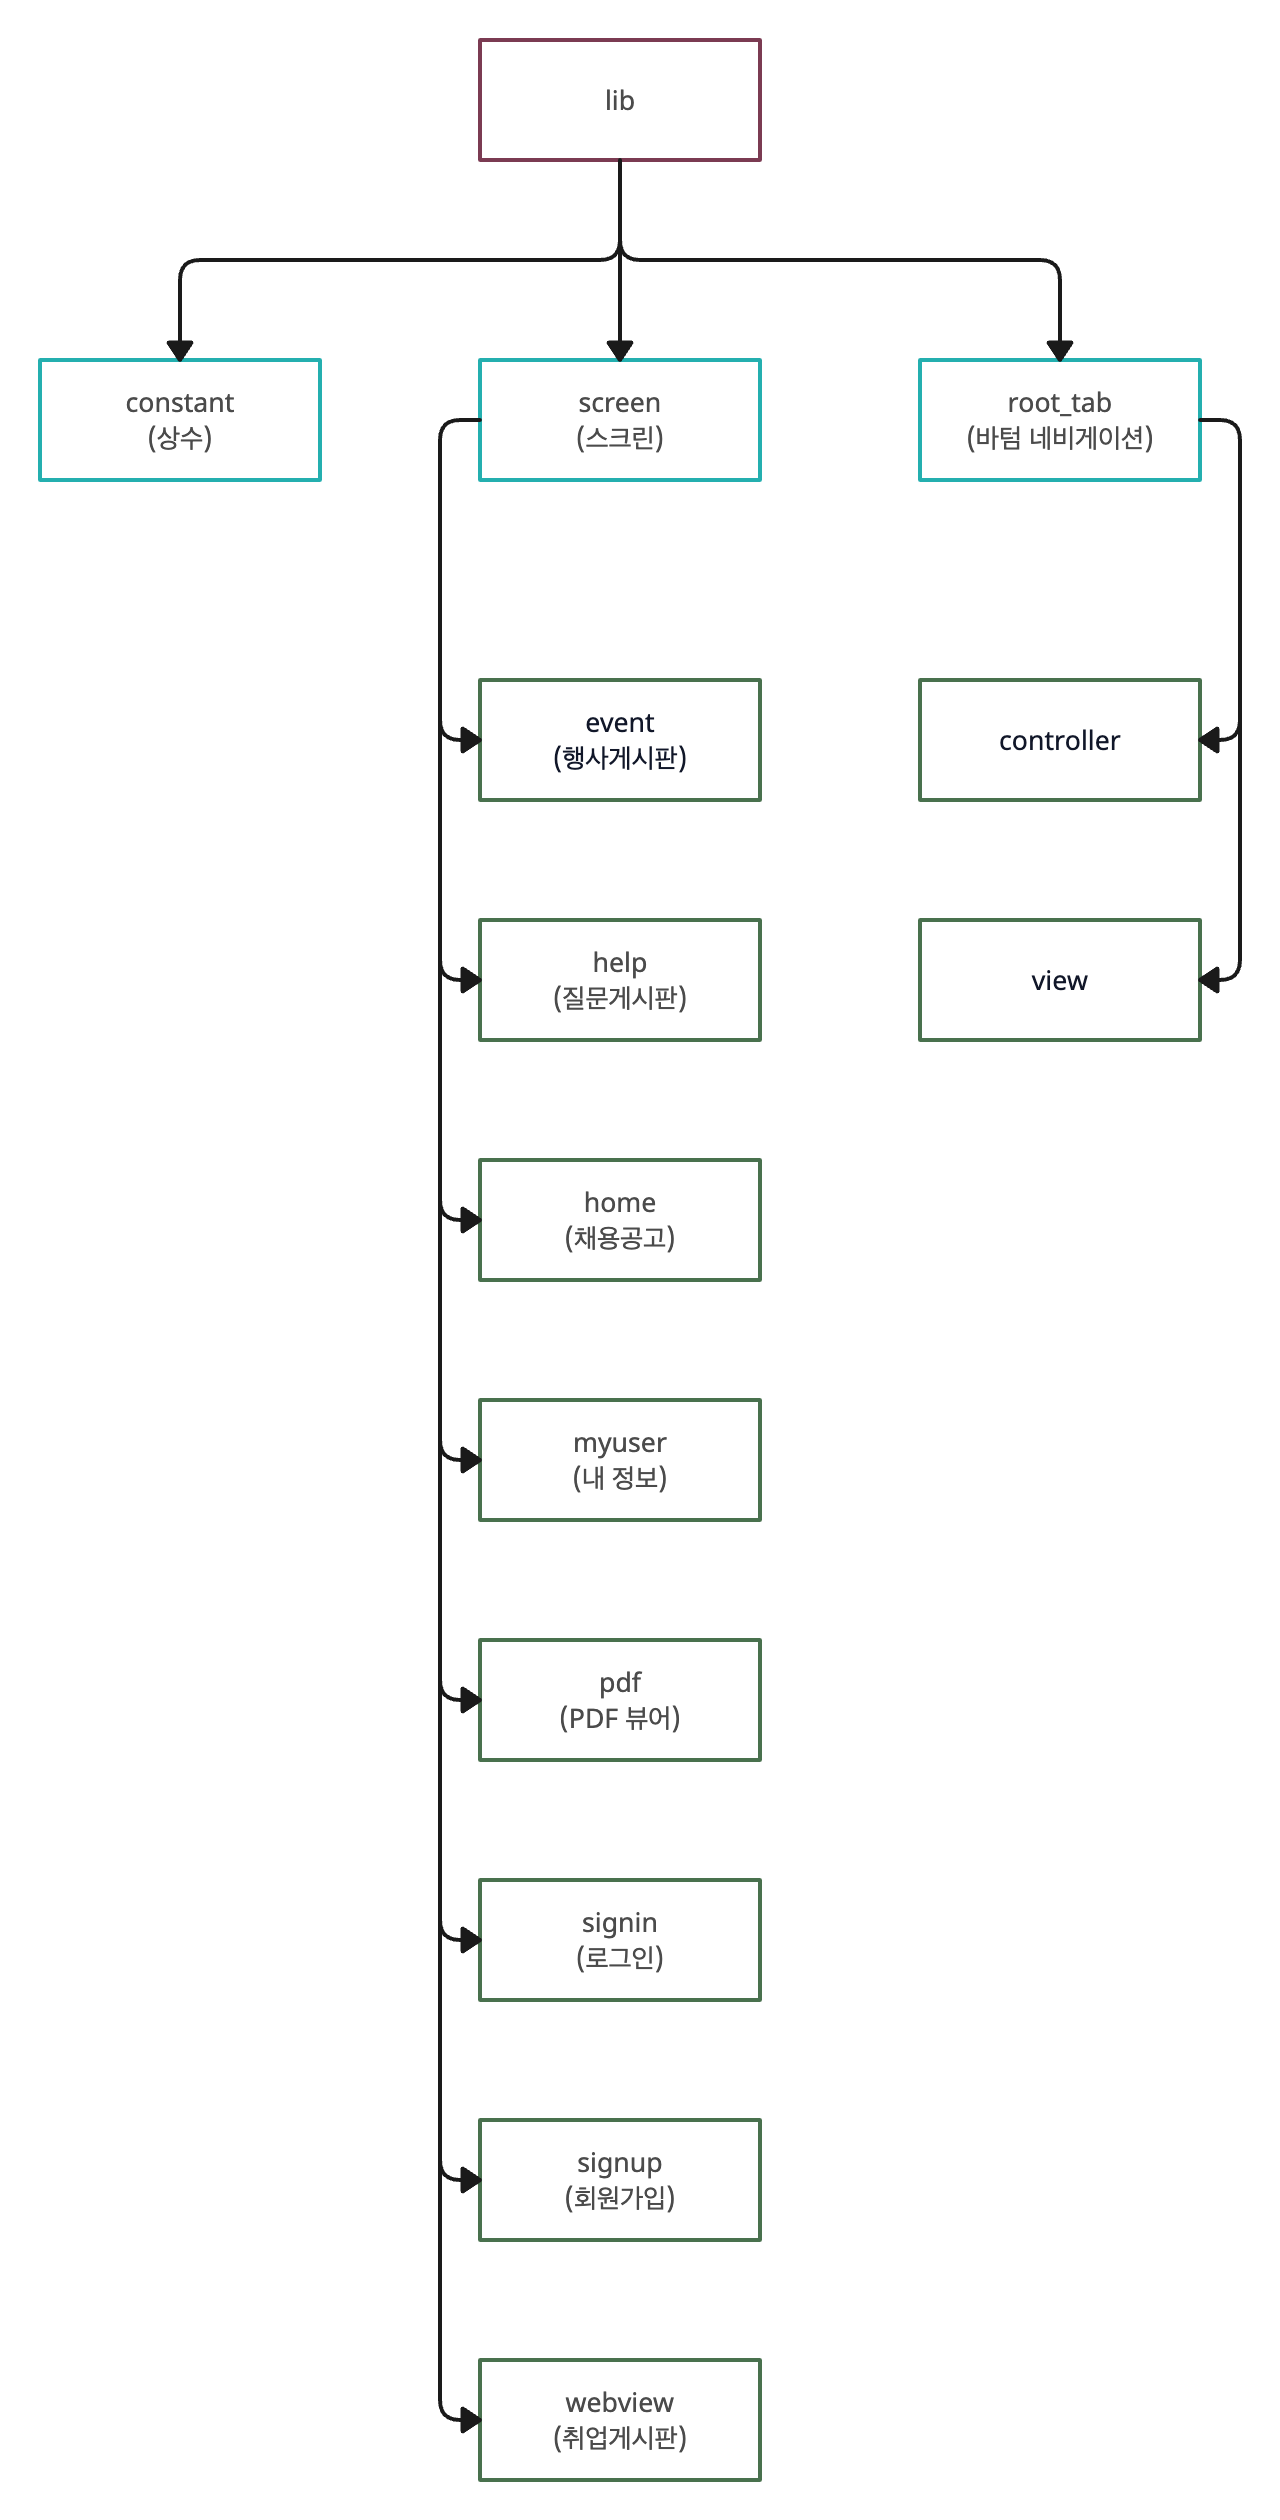 lib
constant
(상수)
screen
(스크린)
root_tab
(바텀 네비게이션)
event
(행사게시판)
controller
help
(질문게시판)
view
home
(채용공고)
myuser
(내 정보)
pdf
(PDF 뷰어)
signin
(로그인)
signup
(회원가입)
webview
(취업게시판)